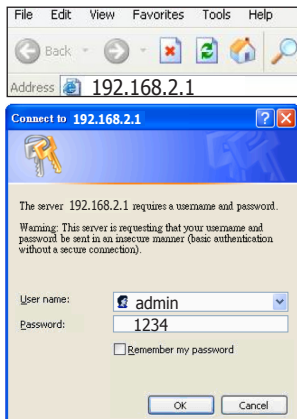 File Edit View Favorites Tools Help
Back
Address 192.168.2.1
Connect to 192.168.2.1
The server 192.168.2.1 requires a username and password.
Warning: This server is requesting that your username and
password be sent in an insecure manner (basic authentication
without a secure connection).
User name: admin
Password: 1234
Remember my password
OK Cancel